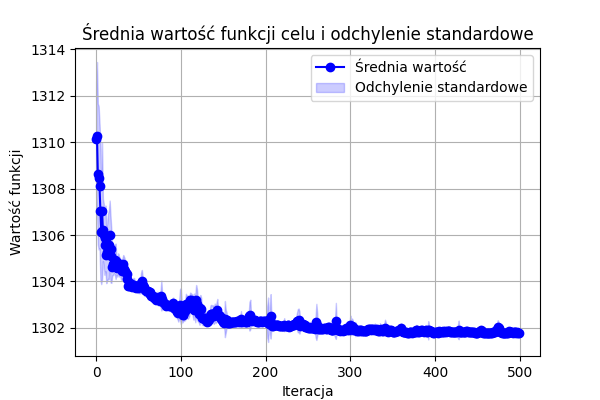 Średnia wartość funkcji celu i odchylenie standardowe
Średnia wartość
Odchylenie standardowe
Wartość funkcji
1314
1312
1310
1308
1306
1304
1302
0 100 200 300 400 500
Iteracja